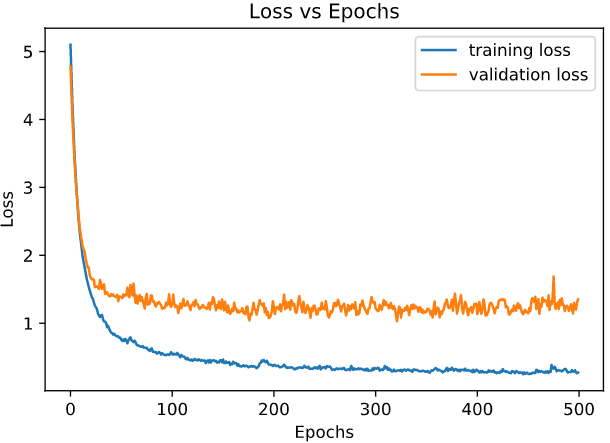 Loss vs Epochs
training loss
validation loss
5
4
3
2
1
Loss
0
100
200
300
400
500
Epochs